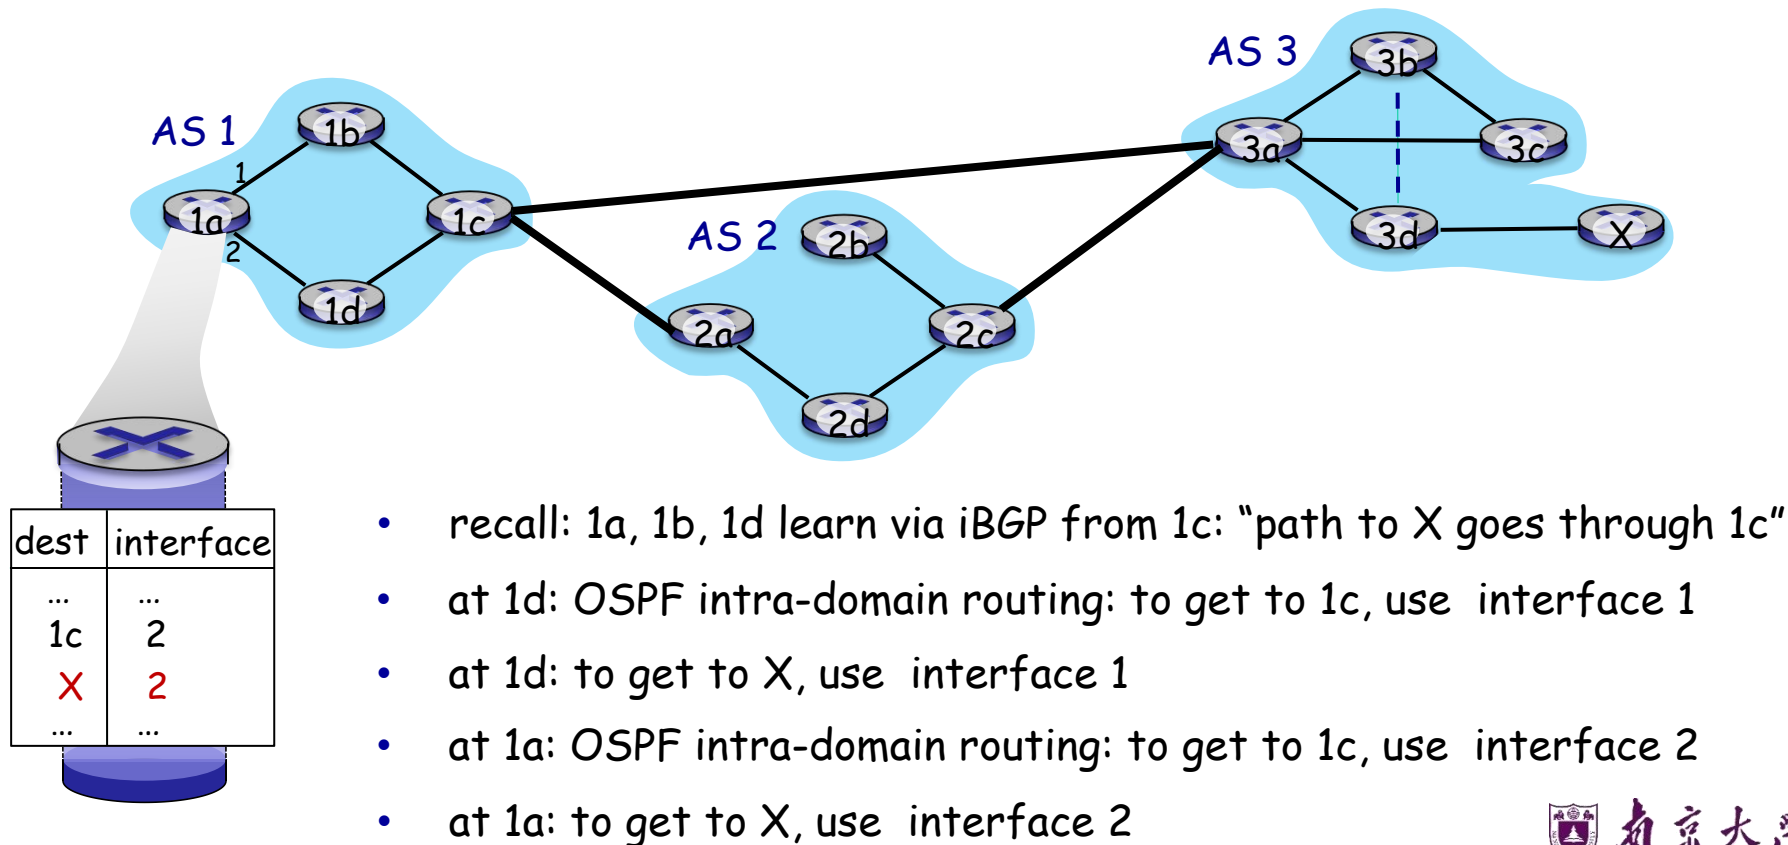 AS 3
3b
AS 1
1b
3a
3c
1
1a
1c
2
AS 2
2b
3d
X
1d
2a
2c
2d
dest interface
... ...
1c 2
X 2
... ...
• recall: 1a, 1b, 1d learn via iBGP from 1c: “path to X goes through 1c”
• at 1d: OSPF intra-domain routing: to get to 1c, use interface 1
• at 1d: to get to X, use interface 1
• at 1a: OSPF intra-domain routing: to get to 1c, use interface 2
• at 1a: to get to X, use interface 2
南京大学